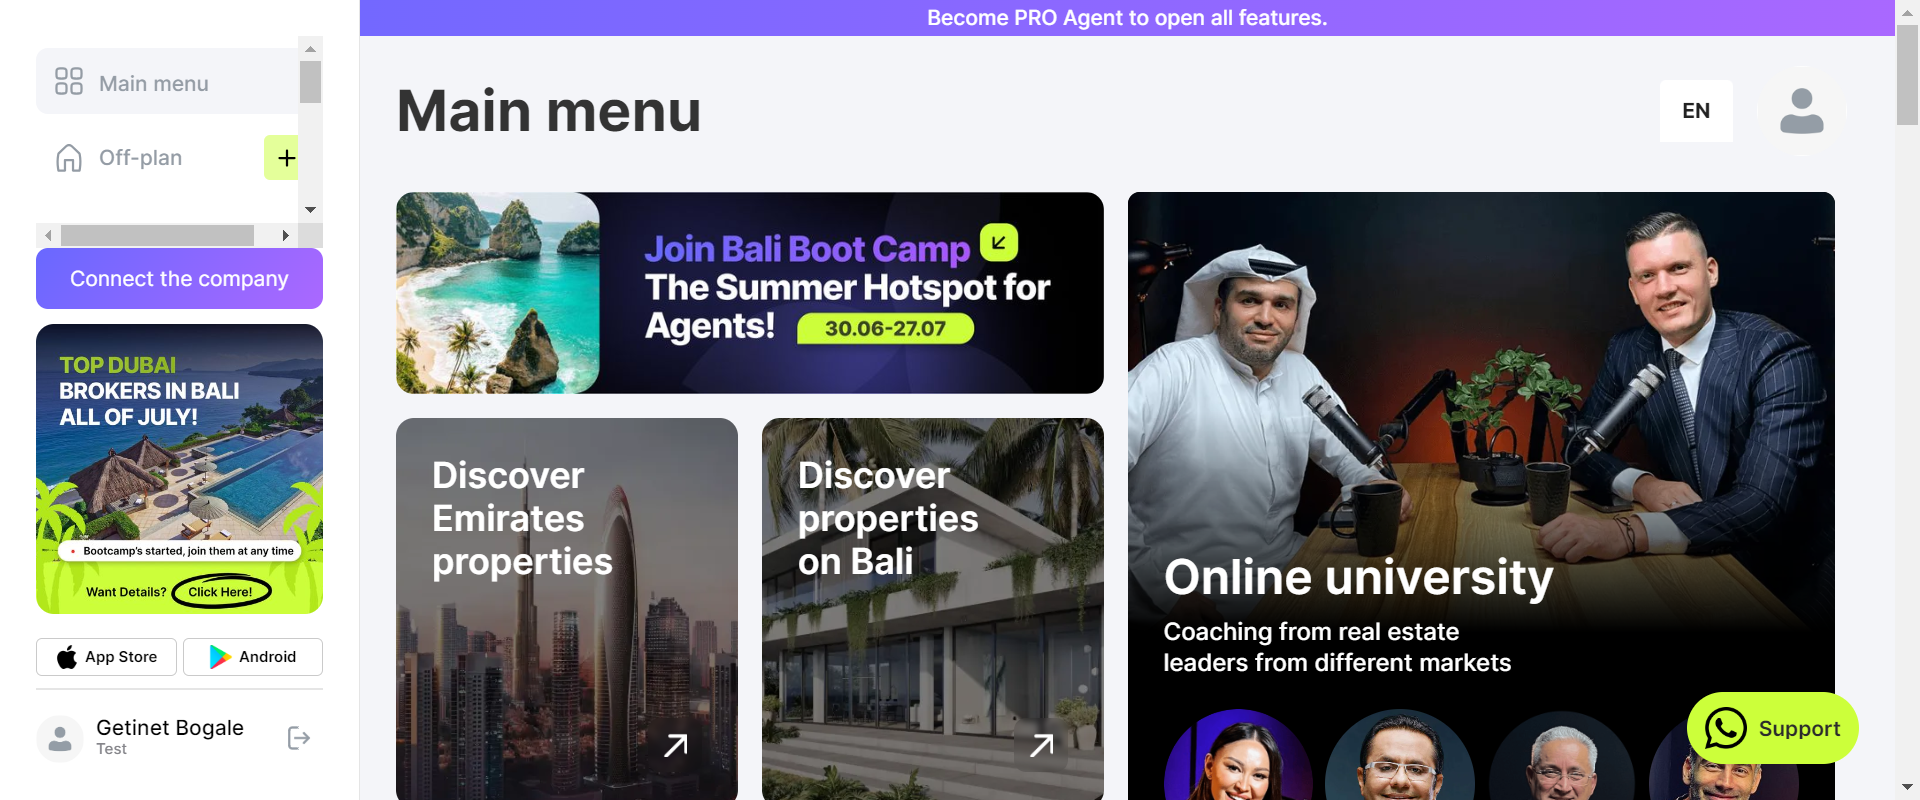 Become PRO Agent to open all features.
Main menu
Off-plan
Connect the company
TOP DUBAI
BROKERS IN BALI
ALL OF JULY!
Bootcamp's started, join them at any time
Want Details? Click Here!
App Store
Android
Getinet Bogale
Test
Main menu
EN
Join Bali Boot Camp
The Summer Hotspot for
Agents! 30.06-27.07
Discover
Emirates
properties
Discover
properties
on Bali
Online university
Coaching from real estate
leaders from different markets
Support